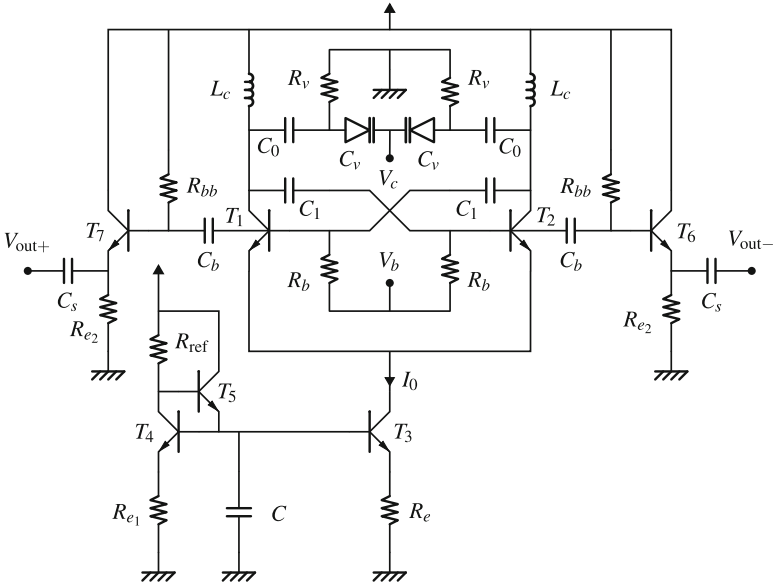 L_c R_v R_v L_c
C_0 C_0
C_v C_v
V_c
R_bb C_1 C_1 R_bb
T_7 T_1 T_2 T_6
V_out+ V_out−
C_b V_b C_b
C_s R_b R_b C_s
R_e2 R_e2
R_ref
I_0
T_5
T_4 T_3
R_e1 C R_e